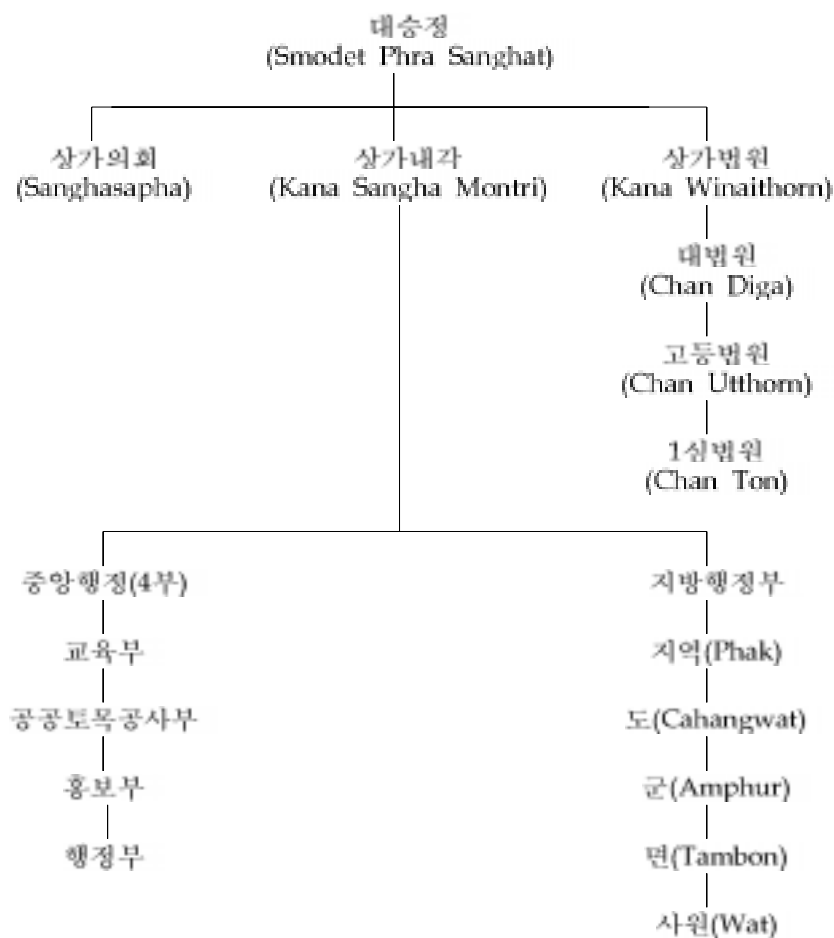 대승정
(Smodet Phra Sanghat)
상가의회
(Sanghasapha)
상가내각
(Kana Sangha Montri)
상가법원
(Kana Winaithorn)
대법원
(Chan Diga)
고등법원
(Chan Utthorn)
1심법원
(Chan Ton)
중앙행정(4부)
교육부
공공토목공사부
홍보부
행정부
지방행정부
지역(Phak)
도(Cahangwat)
군(Amphur)
면(Tambon)
사원(Wat)